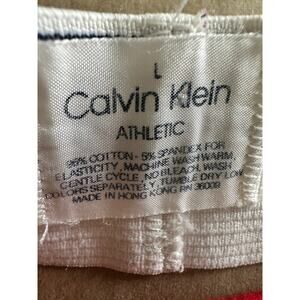 L
Calvin Klein
ATHLETIC
95% COTTON - 5% SPANDEX FOR
ELASTICITY, MACHINE WASH WARM,
GENTLE CYCLE, NO BLEACH, WASH
COLORS SEPARATELY, TUMBLE DRY LOW
MADE IN HONG KONG RN 36009